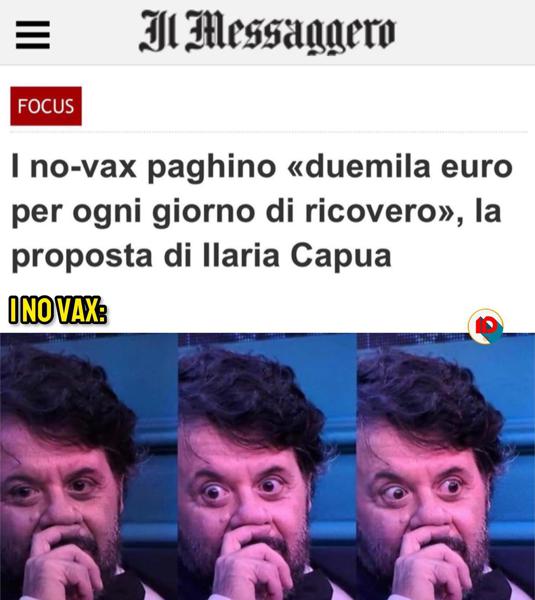 Il Messaggero
FOCUS
I no-vax paghino «duemila euro
per ogni giorno di ricovero», la
proposta di Ilaria Capua
I NO VAX: